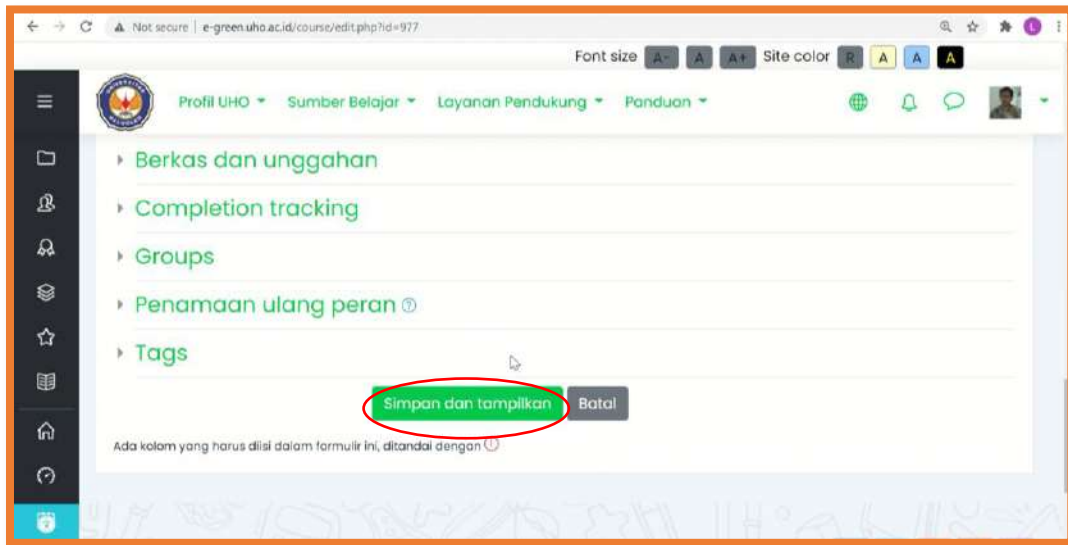 Not secure | e-green.uho.ac.id/course/edit.php?id=977
Font size A- A A+ Site color R A A A
Profil UHO Sumber Belajar Layanan Pendukung Panduan
Berkas dan unggahan
Completion tracking
Groups
Penamaan ulang peran
Tags
Simpan dan tampilkan Batal
Ada kolom yang harus diisi dalam formulir ini, ditandai dengan